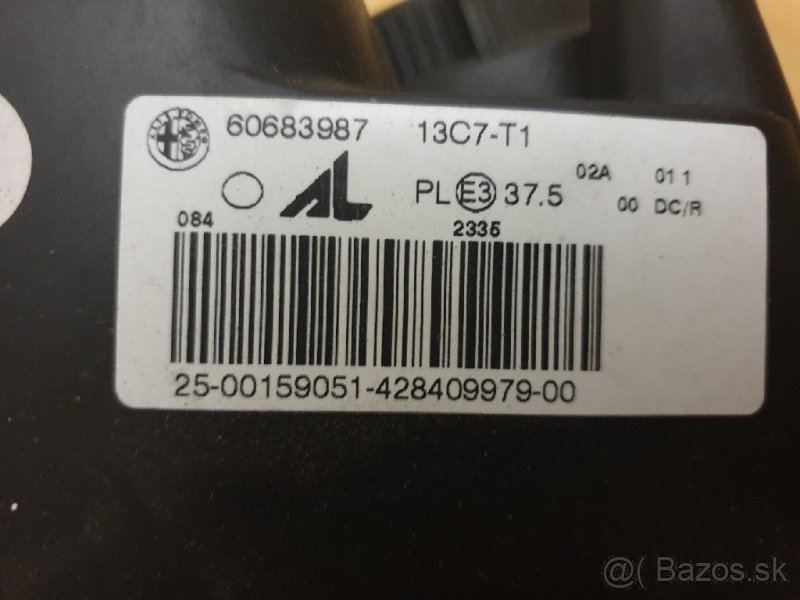 60683987 13C7-T1
AL PL E3 37.5 02A 01 1
00 DC/R
084 2335
25-00159051-428409979-00
@( Bazos.sk